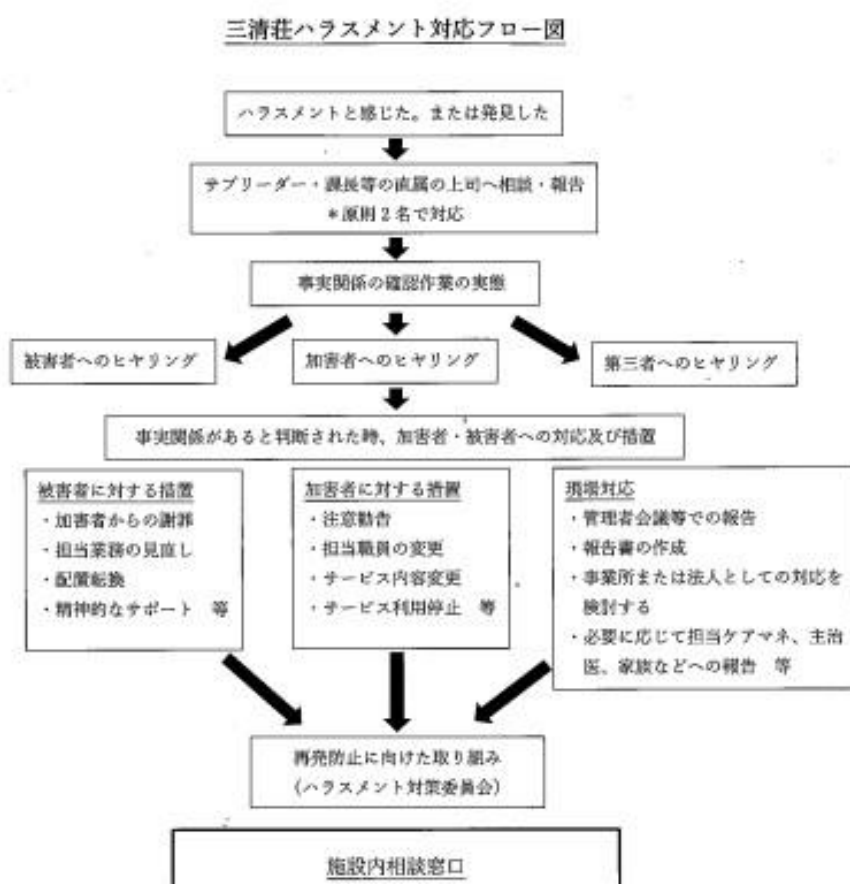 三清荘ハラスメント対応フロー図
ハラスメントと感じた。または発見した
サブリーダー・課長等の直属の上司へ相談・報告
＊原則２名で対応
事実関係の確認作業の実態
被害者へのヒヤリング
加害者へのヒヤリング
第三者へのヒヤリング
事実関係があると判断された時、加害者・被害者への対応及び措置
被害者に対する措置
・加害者からの謝罪
・担当業務の見直し
・配置転換
・精神的なサポート　等
加害者に対する措置
・注意勧告
・担当職員の変更
・サービス内容変更
・サービス利用停止　等
現場対応
・管理者会議等での報告
・報告書の作成
・事業所または法人としての対応を
検討する
・必要に応じて担当ケアマネ、主治
医、家族などへの報告　等
再発防止に向けた取り組み
（ハラスメント対策委員会）
施設内相談窓口